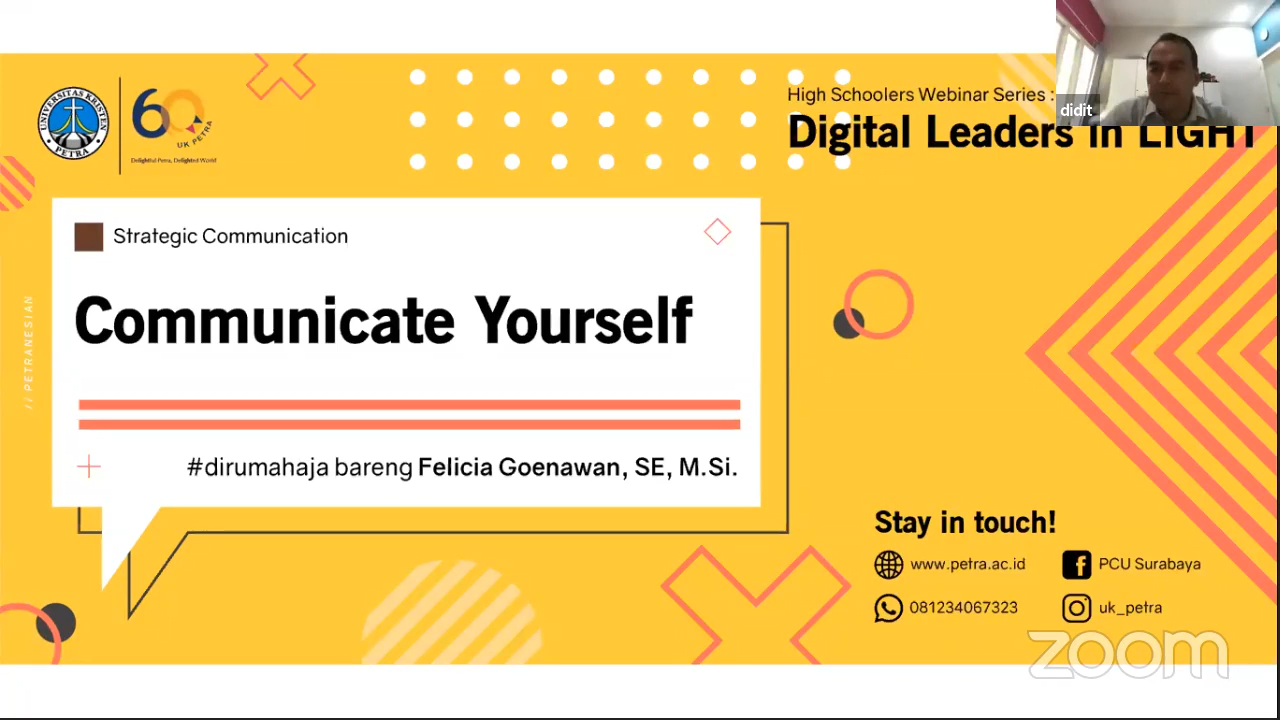 UNIVERSITAS KRISTEN
PETRA
60
UK PETRA
Delightful Petra, Delighted World
High Schoolers Webinar Series :
Digital Leaders in LIGHT
didit
Strategic Communication
Communicate Yourself
#dirumahaja bareng Felicia Goenawan, SE, M.Si.
// PETRANESIAN
Stay in touch!
www.petra.ac.id
PCU Surabaya
081234067323
uk_petra
zoom